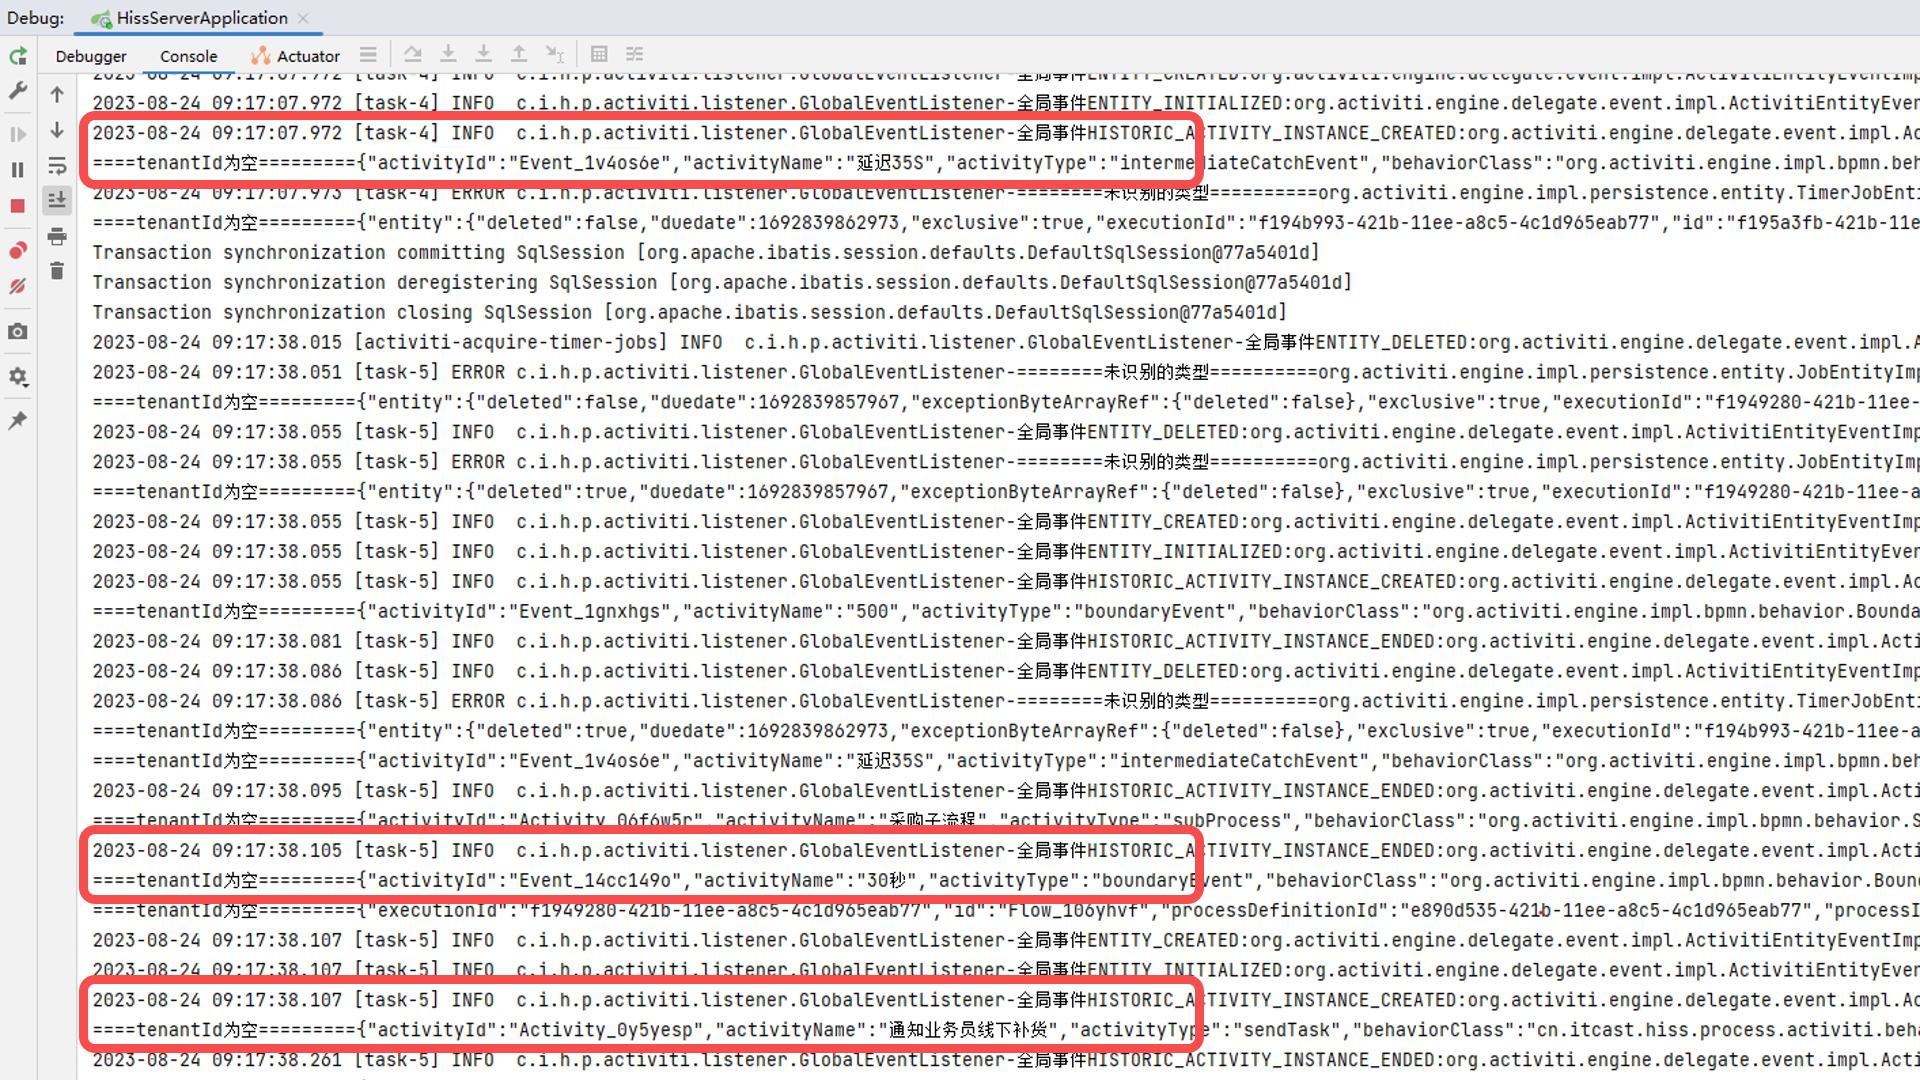 Debug: HissServerApplication
Debugger Console Actuator
2023-08-24 09:17:07.972 [task-4] INFO  c.i.h.p.activiti.listener.GlobalEventListener-全局事件ENTITY_CREATED:org.activiti.engine.delegate.event.impl.ActivitiEntityEventImp
2023-08-24 09:17:07.972 [task-4] INFO  c.i.h.p.activiti.listener.GlobalEventListener-全局事件ENTITY_INITIALIZED:org.activiti.engine.delegate.event.impl.ActivitiEntityEven
2023-08-24 09:17:07.972 [task-4] INFO  c.i.h.p.activiti.listener.GlobalEventListener-全局事件HISTORIC_ACTIVITY_INSTANCE_CREATED:org.activiti.engine.delegate.event.impl.Ac
====tenantId为空========={"activityId":"Event_1v4os6e","activityName":"延迟35S","activityType":"intermediateCatchEvent","behaviorClass":"org.activiti.engine.impl.bpmn.beh
2023-08-24 09:17:07.973 [task-4] ERROR c.i.h.p.activiti.listener.GlobalEventListener-========未识别的类型==========org.activiti.engine.impl.persistence.entity.TimerJobEnti
====tenantId为空========={"entity":{"deleted":false,"duedate":1692839862973,"exclusive":true,"executionId":"f194b993-421b-11ee-a8c5-4c1d965eab77","id":"f195a3fb-421b-11e
Transaction synchronization committing SqlSession [org.apache.ibatis.session.defaults.DefaultSqlSession@77a5401d]
Transaction synchronization deregistering SqlSession [org.apache.ibatis.session.defaults.DefaultSqlSession@77a5401d]
Transaction synchronization closing SqlSession [org.apache.ibatis.session.defaults.DefaultSqlSession@77a5401d]
2023-08-24 09:17:38.015 [activiti-acquire-timer-jobs] INFO  c.i.h.p.activiti.listener.GlobalEventListener-全局事件ENTITY_DELETED:org.activiti.engine.delegate.event.impl.A
2023-08-24 09:17:38.051 [task-5] ERROR c.i.h.p.activiti.listener.GlobalEventListener-========未识别的类型==========org.activiti.engine.impl.persistence.entity.JobEntityImp
====tenantId为空========={"entity":{"deleted":false,"duedate":1692839857967,"exceptionByteArrayRef":{"deleted":false},"exclusive":true,"executionId":"f1949280-421b-11ee-
2023-08-24 09:17:38.055 [task-5] INFO  c.i.h.p.activiti.listener.GlobalEventListener-全局事件ENTITY_DELETED:org.activiti.engine.delegate.event.impl.ActivitiEntityEventImp
2023-08-24 09:17:38.055 [task-5] ERROR c.i.h.p.activiti.listener.GlobalEventListener-========未识别的类型==========org.activiti.engine.impl.persistence.entity.JobEntityImp
====tenantId为空========={"entity":{"deleted":true,"duedate":1692839857967,"exceptionByteArrayRef":{"deleted":false},"exclusive":true,"executionId":"f1949280-421b-11ee-a
2023-08-24 09:17:38.055 [task-5] INFO  c.i.h.p.activiti.listener.GlobalEventListener-全局事件ENTITY_CREATED:org.activiti.engine.delegate.event.impl.ActivitiEntityEventImp
2023-08-24 09:17:38.055 [task-5] INFO  c.i.h.p.activiti.listener.GlobalEventListener-全局事件ENTITY_INITIALIZED:org.activiti.engine.delegate.event.impl.ActivitiEntityEven
2023-08-24 09:17:38.055 [task-5] INFO  c.i.h.p.activiti.listener.GlobalEventListener-全局事件HISTORIC_ACTIVITY_INSTANCE_CREATED:org.activiti.engine.delegate.event.impl.Ac
====tenantId为空========={"activityId":"Event_1gnxhgs","activityName":"500","activityType":"boundaryEvent","behaviorClass":"org.activiti.engine.impl.bpmn.behavior.Bounda
2023-08-24 09:17:38.081 [task-5] INFO  c.i.h.p.activiti.listener.GlobalEventListener-全局事件HISTORIC_ACTIVITY_INSTANCE_ENDED:org.activiti.engine.delegate.event.impl.Acti
2023-08-24 09:17:38.086 [task-5] INFO  c.i.h.p.activiti.listener.GlobalEventListener-全局事件ENTITY_DELETED:org.activiti.engine.delegate.event.impl.ActivitiEntityEventImp
2023-08-24 09:17:38.086 [task-5] ERROR c.i.h.p.activiti.listener.GlobalEventListener-========未识别的类型==========org.activiti.engine.impl.persistence.entity.TimerJobEnti
====tenantId为空========={"entity":{"deleted":true,"duedate":1692839862973,"exceptionByteArrayRef":{"deleted":false},"exclusive":true,"executionId":"f194b993-421b-11ee-a
====tenantId为空========={"activityId":"Event_1v4os6e","activityName":"延迟35S","activityType":"intermediateCatchEvent","behaviorClass":"org.activiti.engine.impl.bpmn.beh
2023-08-24 09:17:38.095 [task-5] INFO  c.i.h.p.activiti.listener.GlobalEventListener-全局事件HISTORIC_ACTIVITY_INSTANCE_ENDED:org.activiti.engine.delegate.event.impl.Acti
====tenantId为空========={"activityId":"Activity_06f6w5r","activityName":"采购子流程","activityType":"subProcess","behaviorClass":"org.activiti.engine.impl.bpmn.behavior.S
2023-08-24 09:17:38.105 [task-5] INFO  c.i.h.p.activiti.listener.GlobalEventListener-全局事件HISTORIC_ACTIVITY_INSTANCE_ENDED:org.activiti.engine.delegate.event.impl.Acti
====tenantId为空========={"activityId":"Event_14cc149o","activityName":"30秒","activityType":"boundaryEvent","behaviorClass":"org.activiti.engine.impl.bpmn.behavior.Boun
====tenantId为空========={"executionId":"f1949280-421b-11ee-a8c5-4c1d965eab77","id":"Flow_106yhvf","processDefinitionId":"e890d535-421b-11ee-a8c5-4c1d965eab77","processI
2023-08-24 09:17:38.107 [task-5] INFO  c.i.h.p.activiti.listener.GlobalEventListener-全局事件ENTITY_CREATED:org.activiti.engine.delegate.event.impl.ActivitiEntityEventImp
2023-08-24 09:17:38.107 [task-5] INFO  c.i.h.p.activiti.listener.GlobalEventListener-全局事件ENTITY_INITIALIZED:org.activiti.engine.delegate.event.impl.ActivitiEntityEven
2023-08-24 09:17:38.107 [task-5] INFO  c.i.h.p.activiti.listener.GlobalEventListener-全局事件HISTORIC_ACTIVITY_INSTANCE_CREATED:org.activiti.engine.delegate.event.impl.Ac
====tenantId为空========={"activityId":"Activity_0y5yesp","activityName":"通知业务员线下补货","activityType":"sendTask","behaviorClass":"cn.itcast.hiss.process.activiti.beha
2023-08-24 09:17:38.261 [task-5] INFO  c.i.h.p.activiti.listener.GlobalEventListener-全局事件HISTORIC_ACTIVITY_INSTANCE_ENDED:org.activiti.engine.delegate.event.impl.Acti